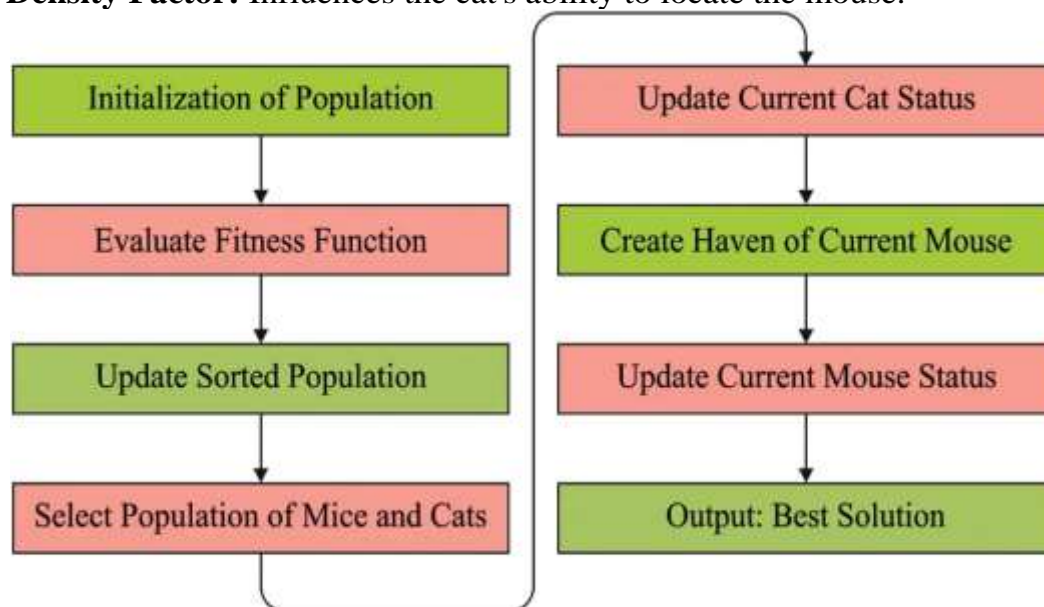 Density Factor: Influences the cat's ability to locate the mouse.
Initialization of Population
Evaluate Fitness Function
Update Sorted Population
Select Population of Mice and Cats
Update Current Cat Status
Create Haven of Current Mouse
Update Current Mouse Status
Output: Best Solution